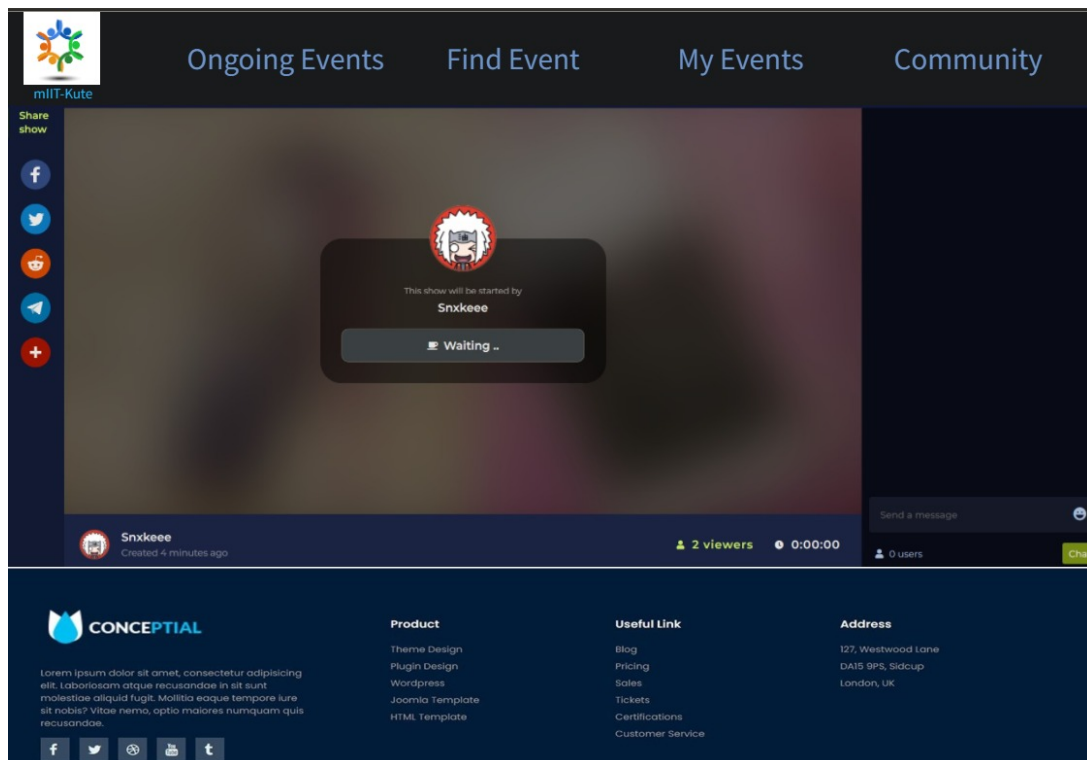 Ongoing Events
Find Event
My Events
Community
mIIT-Kute
Share
show
This show will be started by
Snxkeee
Waiting ..
Snxkeee
Created 4 minutes ago
2 viewers
0:00:00
Send a message
0 users
Cha
CONCEPTIAL
Lorem ipsum dolor sit amet, consectetur adipisicing
elit. Laboriosam atque recusandae in sit sunt
molestiae aliquid fugit. Mollitia eaque tempore iure
sit nobis? Vitae nemo, optio maiores numquam quis
recusandae.
Product
Theme Design
Plugin Design
Wordpress
Joomla Template
HTML Template
Useful Link
Blog
Pricing
Sales
Tickets
Certifications
Customer Service
Address
127, Westwood Lane
DA15 9PS, Sidcup
London, UK